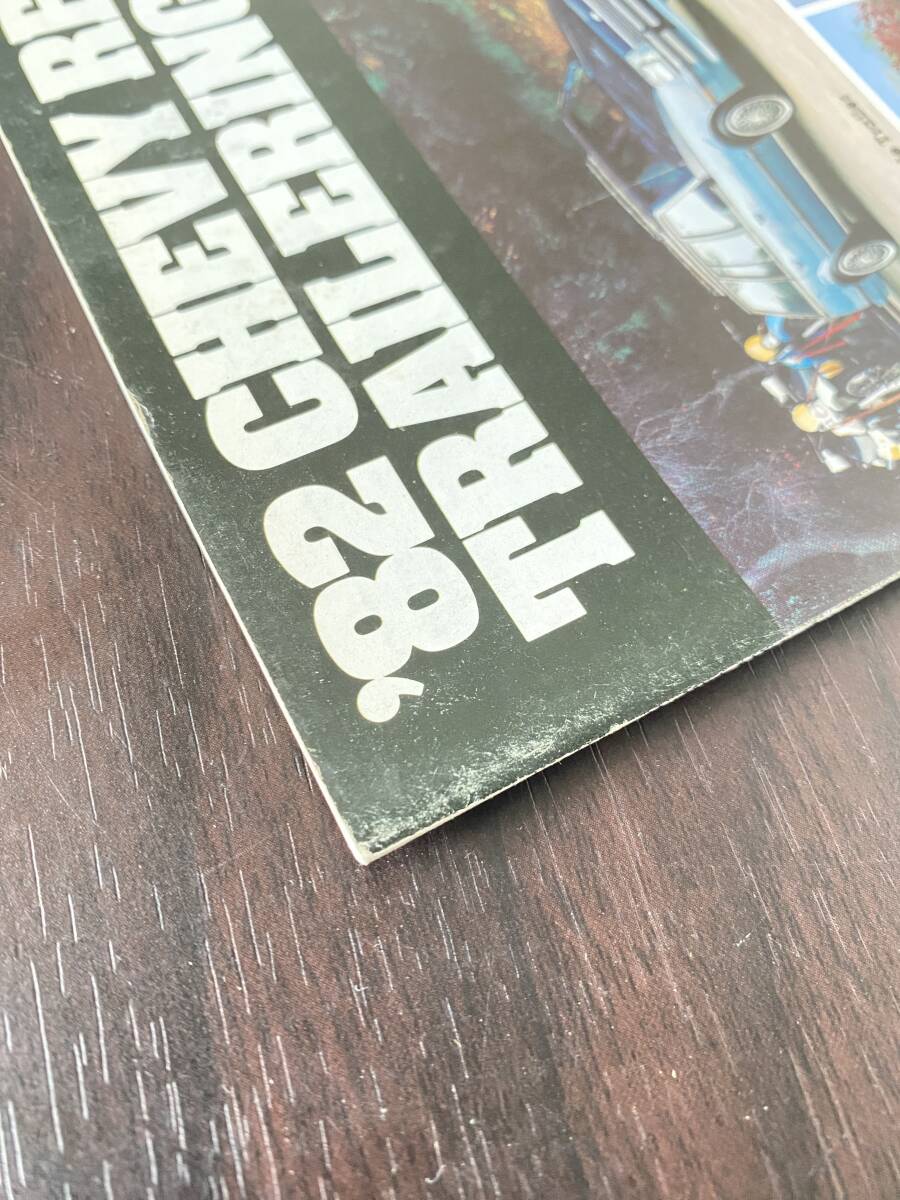 '82 CHEVY RE
TRAILERING